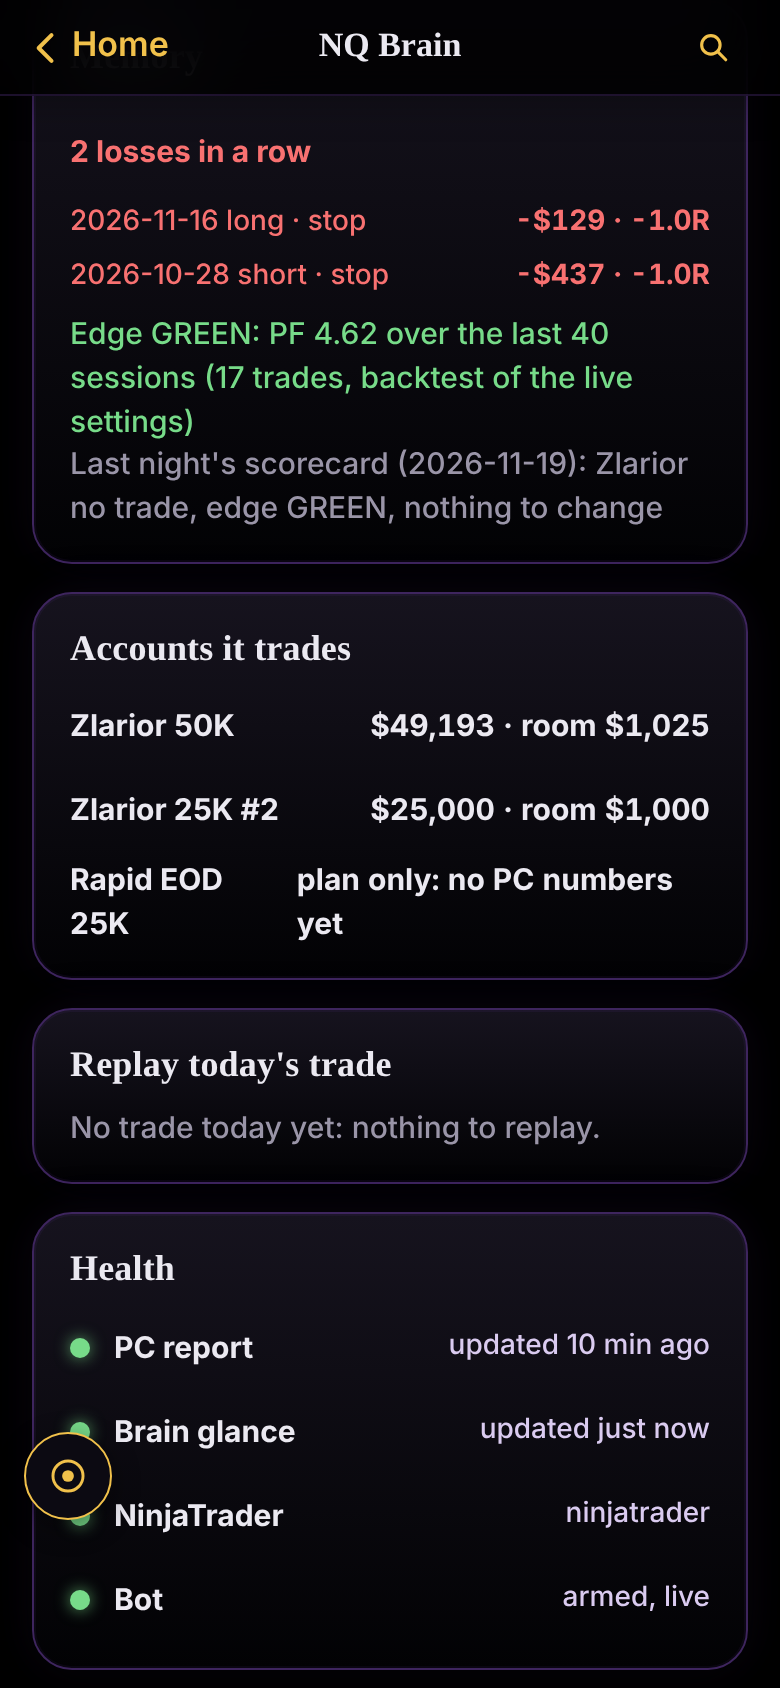 Home
NQ Brain
Memory
2 losses in a row
2026-11-16 long · stop -$129 · -1.0R
2026-10-28 short · stop -$437 · -1.0R
Edge GREEN: PF 4.62 over the last 40
sessions (17 trades, backtest of the live
settings)
Last night's scorecard (2026-11-19): Zlarior
no trade, edge GREEN, nothing to change
Accounts it trades
Zlarior 50K $49,193 · room $1,025
Zlarior 25K #2 $25,000 · room $1,000
Rapid EOD plan only: no PC numbers
25K yet
Replay today's trade
No trade today yet: nothing to replay.
Health
PC report updated 10 min ago
Brain glance updated just now
NinjaTrader ninjatrader
Bot armed, live